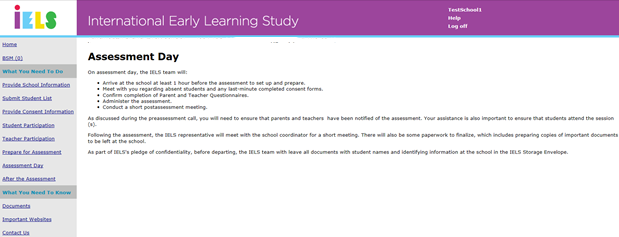 iELS
International Early Learning Study
TestSchool1
Help
Log off
Home
BSM (0)
What You Need To Do
Provide School Information
Submit Student List
Provide Consent Information
Student Participation
Teacher Participation
Prepare for Assessment
Assessment Day
After the Assessment
What You Need To Know
Documents
Important Websites
Contact Us
Assessment Day
On assessment day, the IELS team will:
• Arrive at the school at least 1 hour before the assessment to set up and prepare.
• Meet with you regarding absent students and any last-minute completed consent forms.
• Confirm completion of Parent and Teacher Questionnaires.
• Administer the assessment.
• Conduct a short postassessment meeting.
As discussed during the preassessment call, you will need to ensure that parents and teachers have been notified of the assessment. Your assistance is also important to ensure that students attend the session
(s).
Following the assessment, the IELS representative will meet with the school coordinator for a short meeting. There will also be some paperwork to finalize, which includes preparing copies of important documents
to be left at the school.
As part of IELS's pledge of confidentiality, before departing, the IELS team with leave all documents with student names and identifying information at the school in the IELS Storage Envelope.